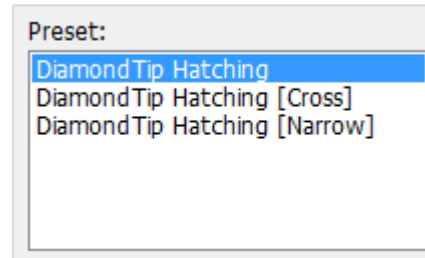 Preset:
DiamondTip Hatching
DiamondTip Hatching [Cross]
DiamondTip Hatching [Narrow]